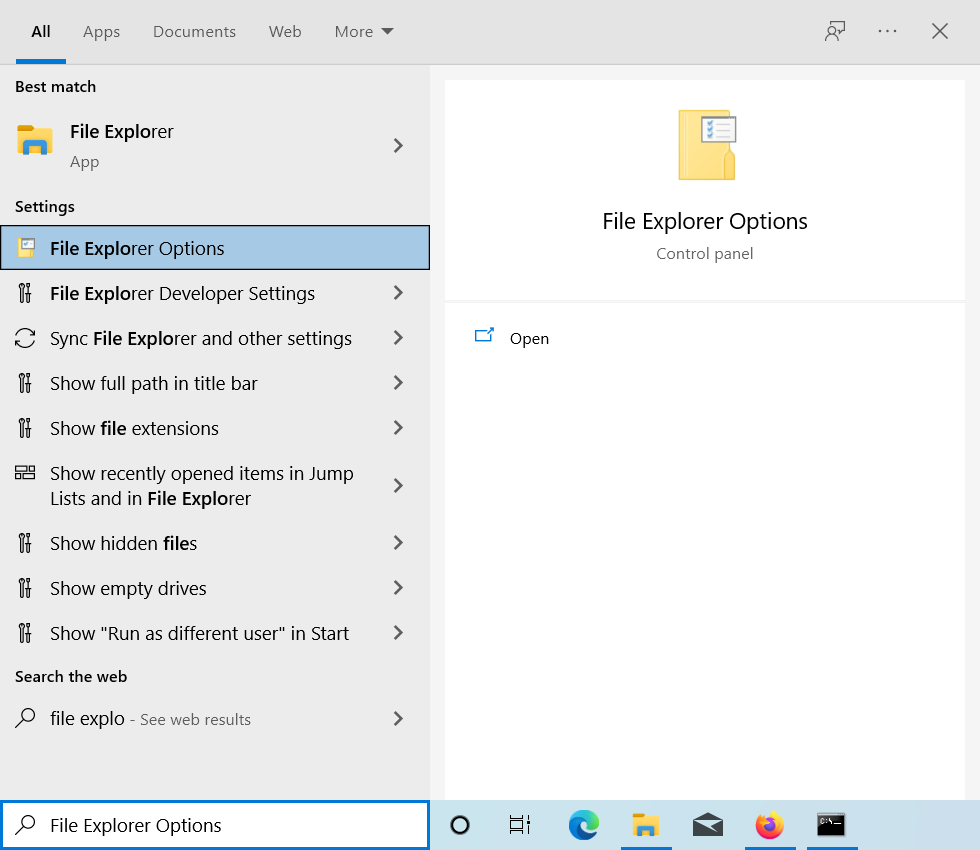 All Apps Documents Web More
Best match
File Explorer
App
Settings
File Explorer Options
File Explorer Developer Settings
Sync File Explorer and other settings
Show full path in title bar
Show file extensions
Show recently opened items in Jump
Lists and in File Explorer
Show hidden files
Show empty drives
Show "Run as different user" in Start
Search the web
file explo - See web results
File Explorer Options
Control panel
Open
File Explorer Options